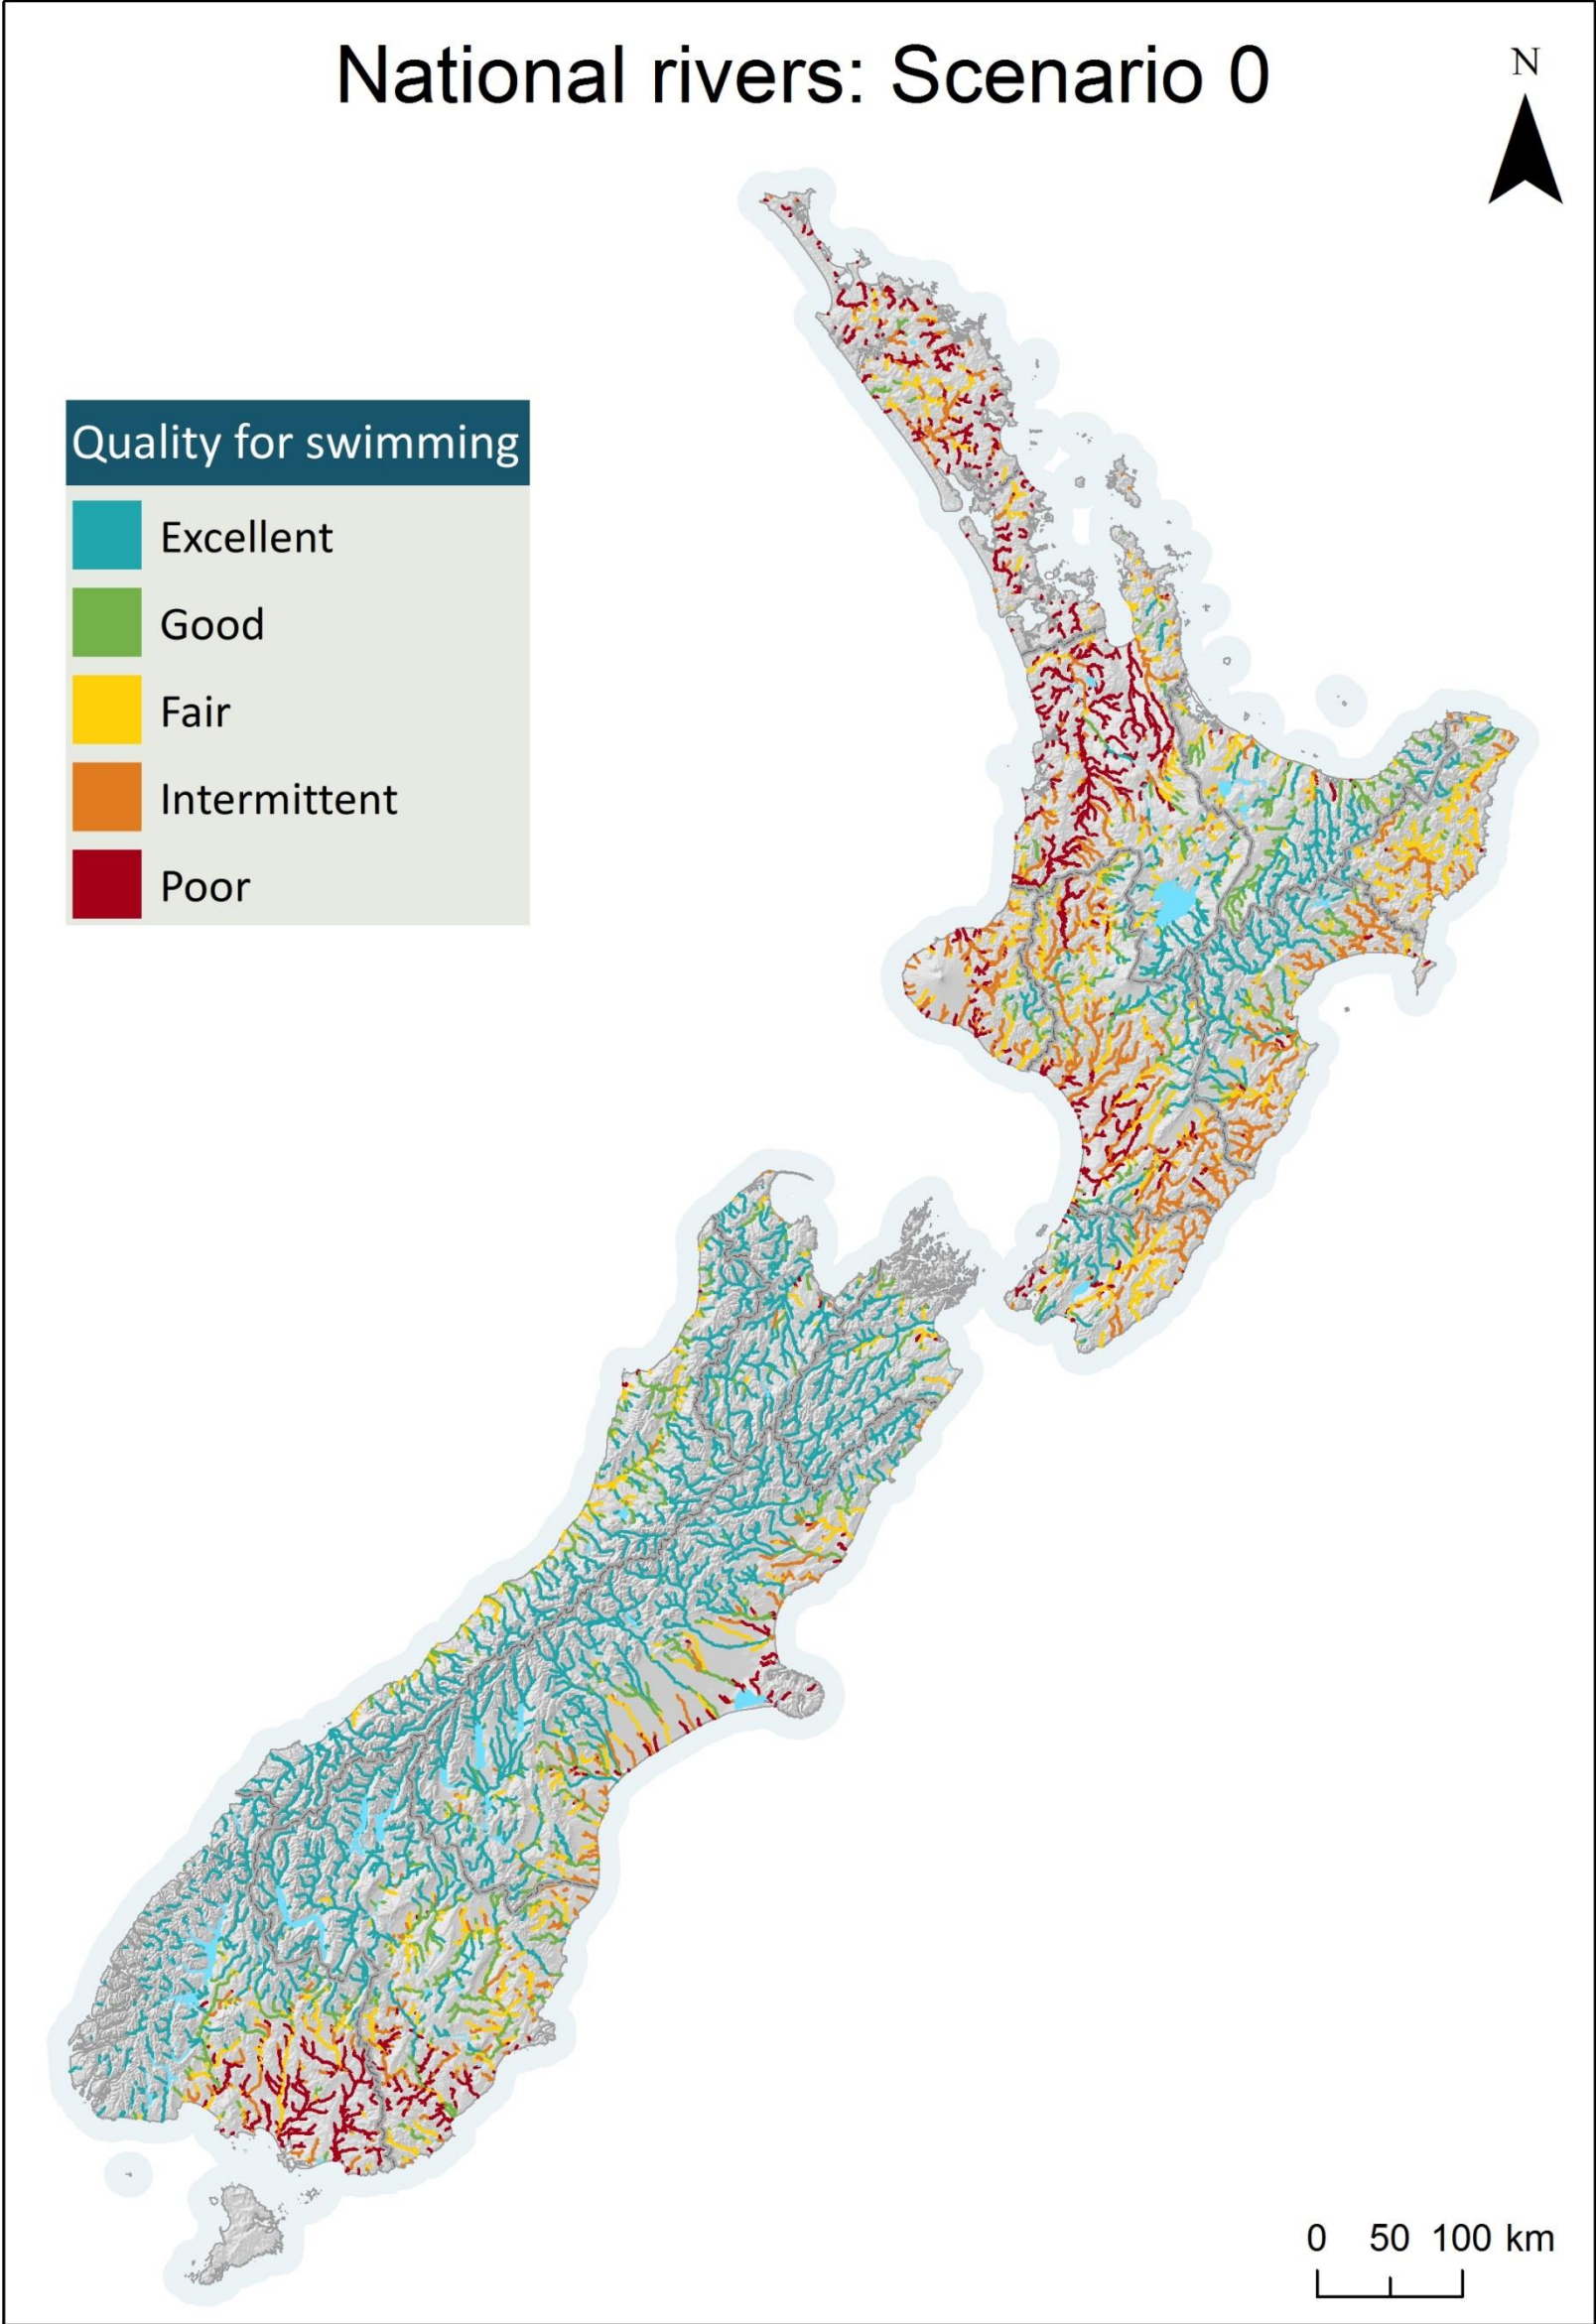 National rivers: Scenario 0
N
Quality for swimming
Excellent
Good
Fair
Intermittent
Poor
0 50 100 km